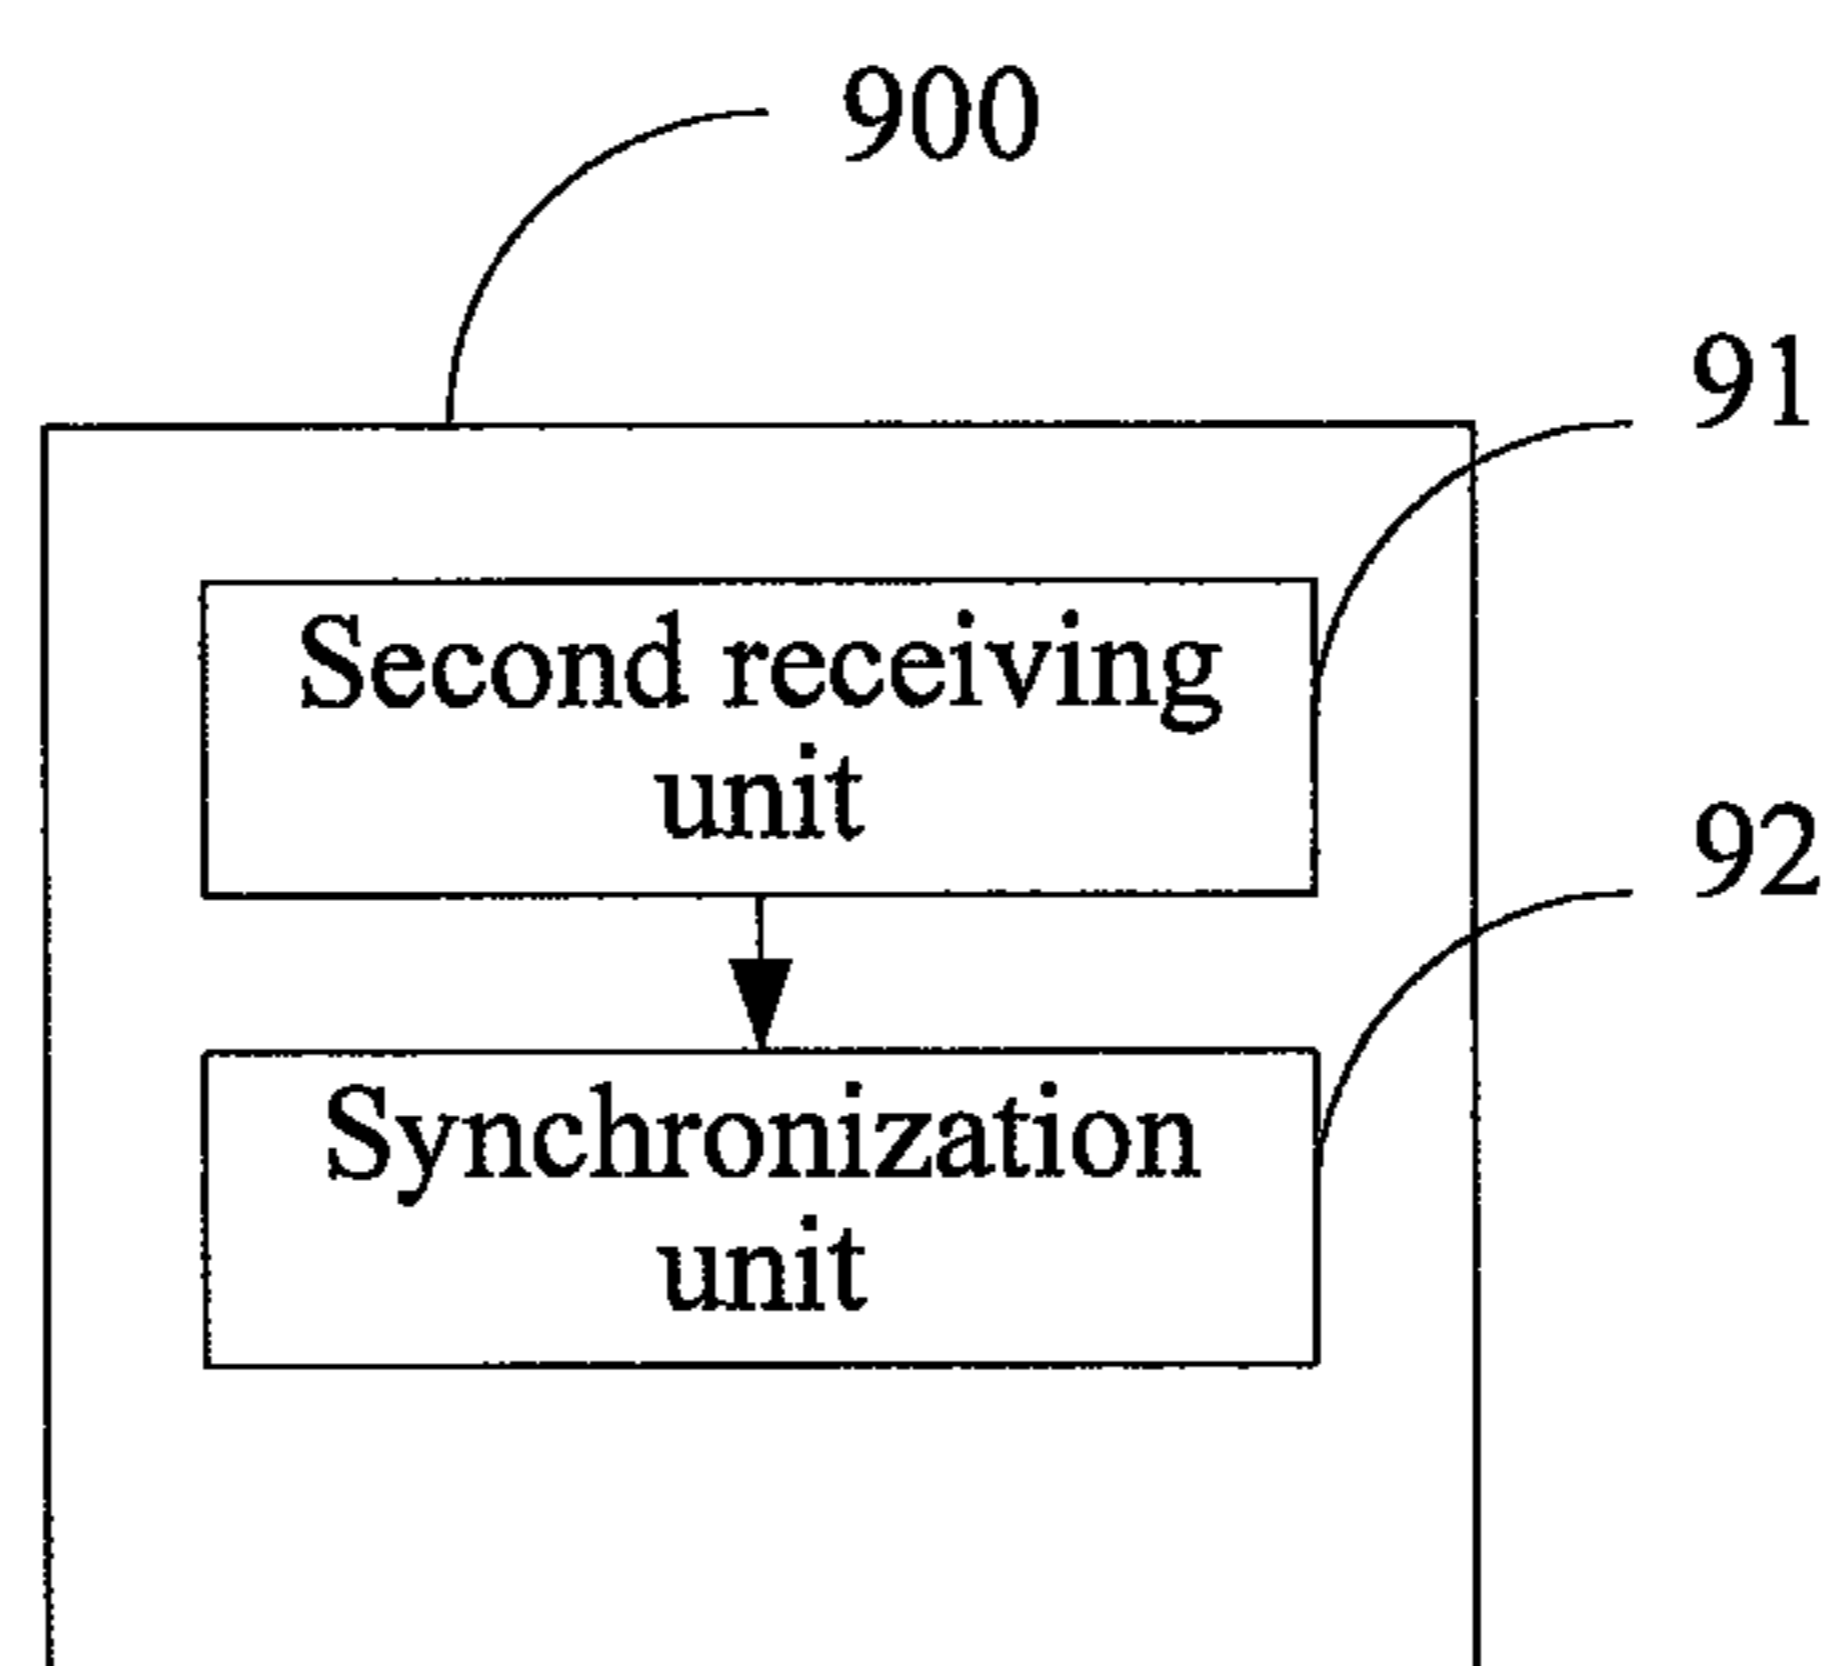 900
91
Second receiving
unit
92
Synchronization
unit